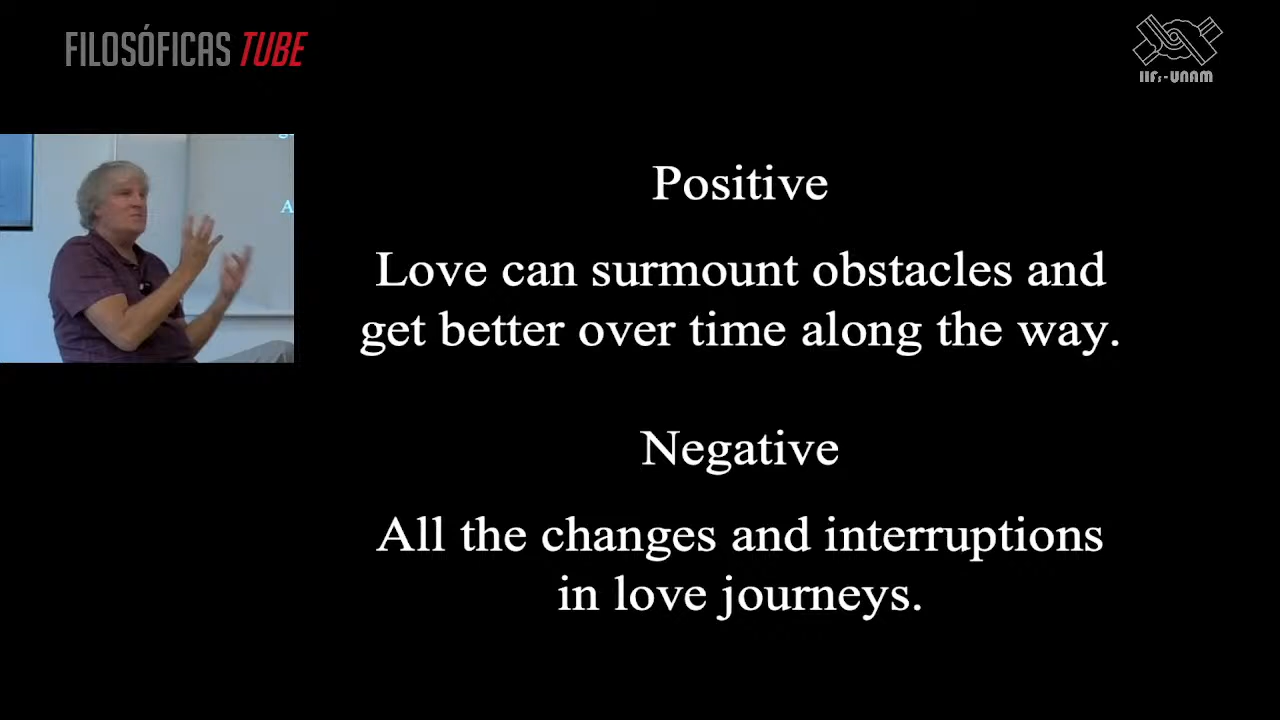 FILOSÓFICAS TUBE
IIFs-UNAM
A
Positive
Love can surmount obstacles and
get better over time along the way.
Negative
All the changes and interruptions
in love journeys.